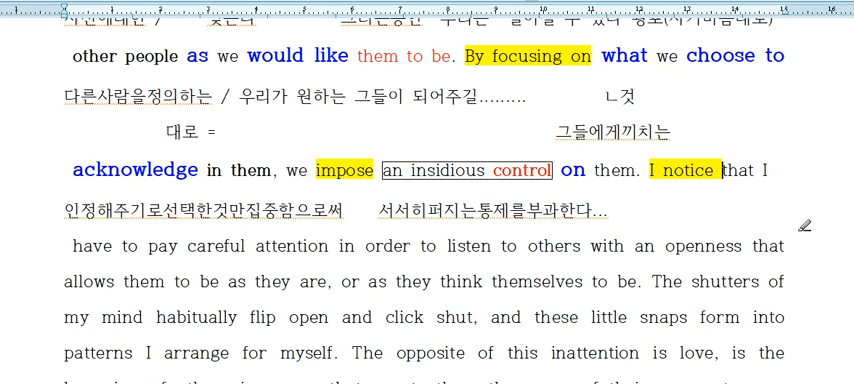 other people as we would like them to be. By focusing on what we choose to
다른사람을정의하는 / 우리가 원하는 그들이 되어주길......... ㄴ것
대로 = 그들에게끼치는
acknowledge in them, we impose an insidious control on them. I notice that I
인정해주기로선택한것만집중함으로써 서서히퍼지는통제를부과한다...
have to pay careful attention in order to listen to others with an openness that
allows them to be as they are, or as they think themselves to be. The shutters of
my mind habitually flip open and click shut, and these little snaps form into
patterns I arrange for myself. The opposite of this inattention is love, is the